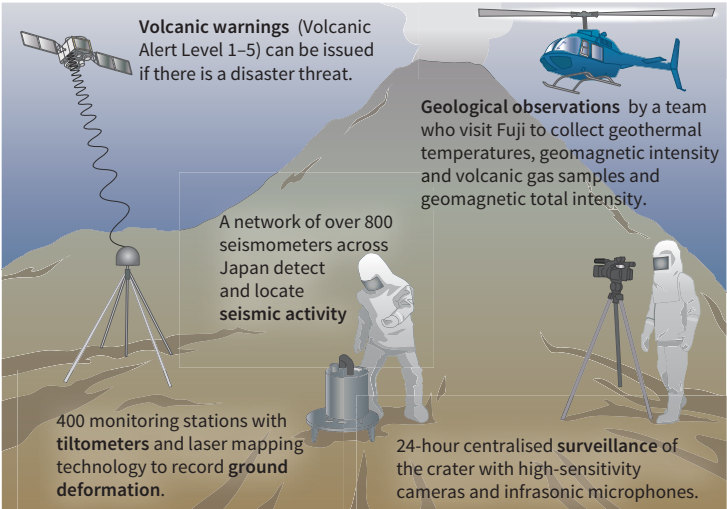 Volcanic warnings (Volcanic
Alert Level 1–5) can be issued
if there is a disaster threat.
Geological observations by a team
who visit Fuji to collect geothermal
temperatures, geomagnetic intensity
and volcanic gas samples and
geomagnetic total intensity.
A network of over 800
seismometers across
Japan detect
and locate
seismic activity
400 monitoring stations with
tiltometers and laser mapping
technology to record ground
deformation.
24-hour centralised surveillance of
the crater with high-sensitivity
cameras and infrasonic microphones.